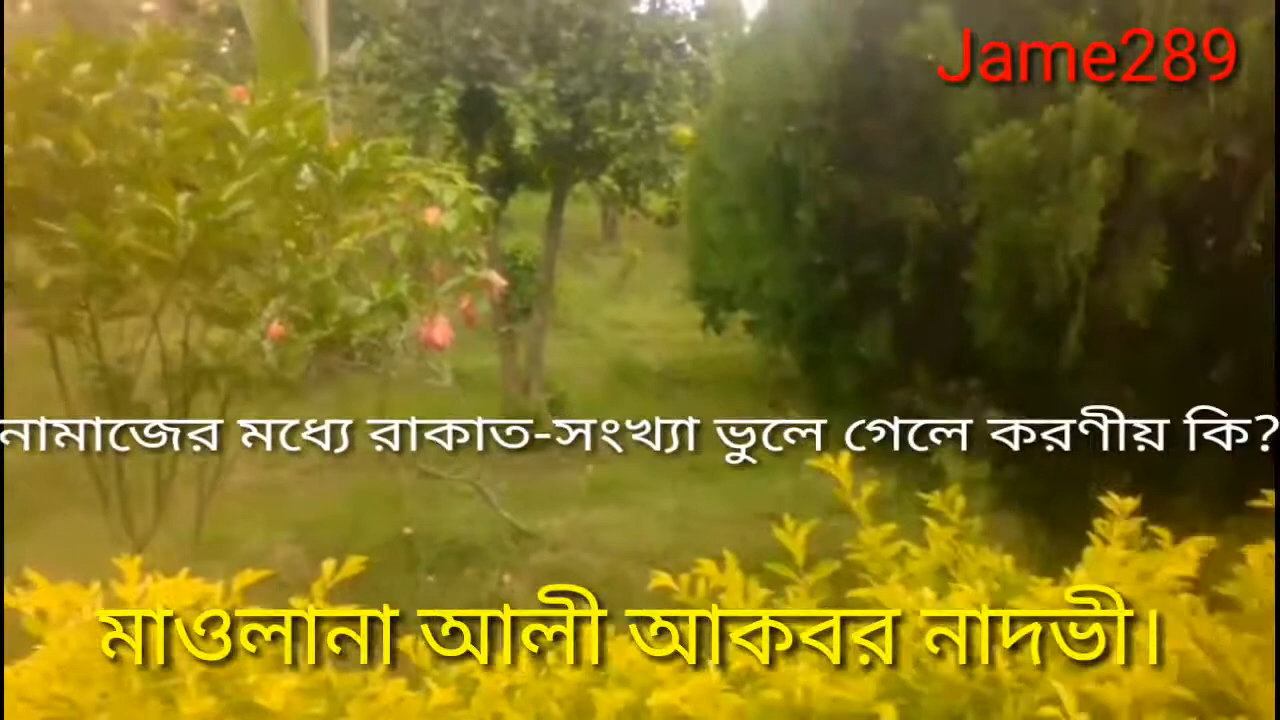 Jame289
নামাজের মধ্যে রাকাত-সংখ্যা ভুলে গেলে করণীয় কি?
মাওলানা আলী আকবর নাদভী।